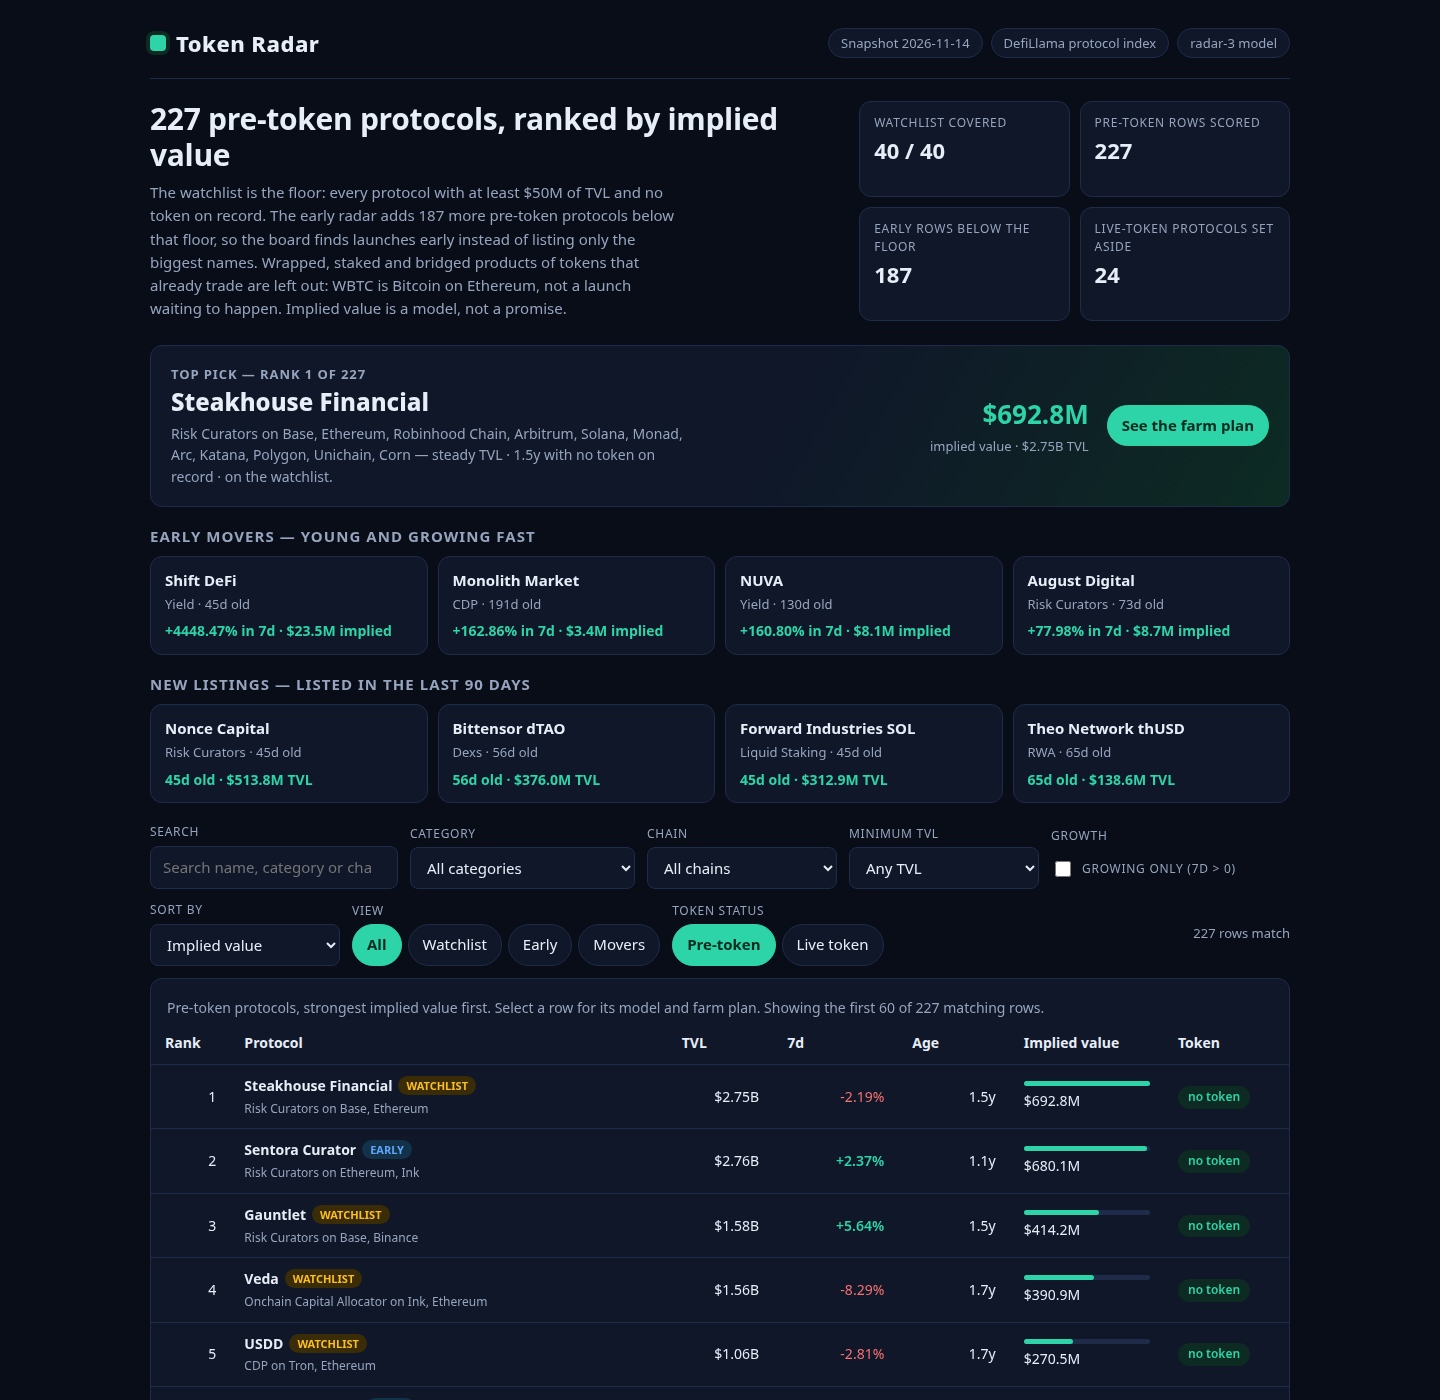 Token Radar
Snapshot 2026-11-14
DefiLlama protocol index
radar-3 model
227 pre-token protocols, ranked by implied
value
The watchlist is the floor: every protocol with at least $50M of TVL and no
token on record. The early radar adds 187 more pre-token protocols below
that floor, so the board finds launches early instead of listing only the
biggest names. Wrapped, staked and bridged products of tokens that
already trade are left out: WBTC is Bitcoin on Ethereum, not a launch
waiting to happen. Implied value is a model, not a promise.
WATCHLIST COVERED
40 / 40
PRE-TOKEN ROWS SCORED
227
EARLY ROWS BELOW THE
FLOOR
187
LIVE-TOKEN PROTOCOLS SET
ASIDE
24
TOP PICK — RANK 1 OF 227
Steakhouse Financial
Risk Curators on Base, Ethereum, Robinhood Chain, Arbitrum, Solana, Monad,
Arc, Katana, Polygon, Unichain, Corn — steady TVL · 1.5y with no token on
record · on the watchlist.
$692.8M
implied value · $2.75B TVL
See the farm plan
EARLY MOVERS — YOUNG AND GROWING FAST
Shift DeFi
Yield · 45d old
+4448.47% in 7d · $23.5M implied
Monolith Market
CDP · 191d old
+162.86% in 7d · $3.4M implied
NUVA
Yield · 130d old
+160.80% in 7d · $8.1M implied
August Digital
Risk Curators · 73d old
+77.98% in 7d · $8.7M implied
NEW LISTINGS — LISTED IN THE LAST 90 DAYS
Nonce Capital
Risk Curators · 45d old
45d old · $513.8M TVL
Bittensor dTAO
Dexs · 56d old
56d old · $376.0M TVL
Forward Industries SOL
Liquid Staking · 45d old
45d old · $312.9M TVL
Theo Network thUSD
RWA · 65d old
65d old · $138.6M TVL
SEARCH
Search name, category or cha
CATEGORY
All categories
CHAIN
All chains
MINIMUM TVL
Any TVL
GROWTH
GROWING ONLY (7D > 0)
SORT BY
Implied value
VIEW
All
Watchlist
Early
Movers
TOKEN STATUS
Pre-token
Live token
227 rows match
Pre-token protocols, strongest implied value first. Select a row for its model and farm plan. Showing the first 60 of 227 matching rows.
Rank Protocol TVL 7d Age Implied value Token
1 Steakhouse Financial WATCHLIST $2.75B -2.19% 1.5y $692.8M no token
Risk Curators on Base, Ethereum
2 Sentora Curator EARLY $2.76B +2.37% 1.1y $680.1M no token
Risk Curators on Ethereum, Ink
3 Gauntlet WATCHLIST $1.58B +5.64% 1.5y $414.2M no token
Risk Curators on Base, Binance
4 Veda WATCHLIST $1.56B -8.29% 1.7y $390.9M no token
Onchain Capital Allocator on Ink, Ethereum
5 USDD WATCHLIST $1.06B -2.81% 1.7y $270.5M no token
CDP on Tron, Ethereum